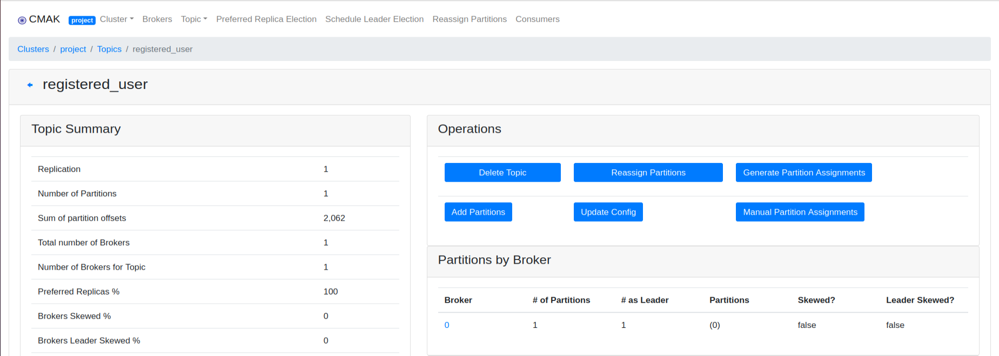 CMAK project Cluster Brokers Topic Preferred Replica Election Schedule Leader Election Reassign Partitions Consumers
Clusters / project / Topics / registered_user
registered_user
Topic Summary
Replication 1
Number of Partitions 1
Sum of partition offsets 2,062
Total number of Brokers 1
Number of Brokers for Topic 1
Preferred Replicas % 100
Brokers Skewed % 0
Brokers Leader Skewed % 0
Operations
Delete Topic Reassign Partitions Generate Partition Assignments
Add Partitions Update Config Manual Partition Assignments
Partitions by Broker
Broker # of Partitions # as Leader Partitions Skewed? Leader Skewed?
0 1 1 (0) false false